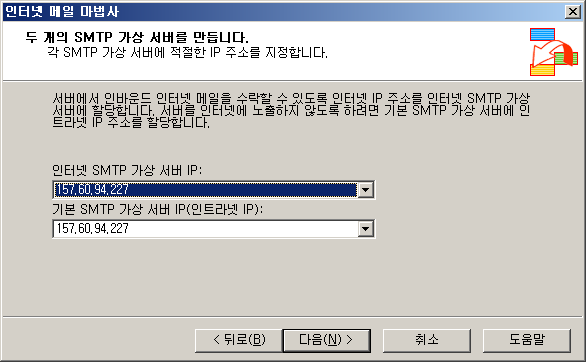 인터넷 메일 마법사
두 개의 SMTP 가상 서버를 만듭니다.
각 SMTP 가상 서버에 적절한 IP 주소를 지정합니다.
서버에서 인바운드 인터넷 메일을 수락할 수 있도록 인터넷 IP 주소를 인터넷 SMTP 가상
서버에 할당합니다. 서버를 인터넷에 노출하지 않도록 하려면 기본 SMTP 가상 서버에 인
트라넷 IP 주소를 할당합니다.
인터넷 SMTP 가상 서버 IP:
157,60,94,227
기본 SMTP 가상 서버 IP(인트라넷 IP):
157,60,94,227
< 뒤로(B)
다음(N) >
취소
도움말